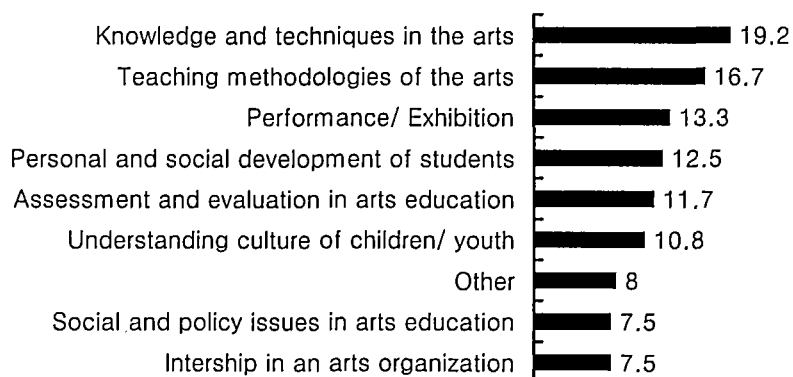 Knowledge and techniques in the arts 19.2
Teaching methodologies of the arts 16.7
Performance/ Exhibition 13.3
Personal and social development of students 12.5
Assessment and evaluation in arts education 11.7
Understanding culture of children/ youth 10.8
Other 8
Social and policy issues in arts education 7.5
Intership in an arts organization 7.5